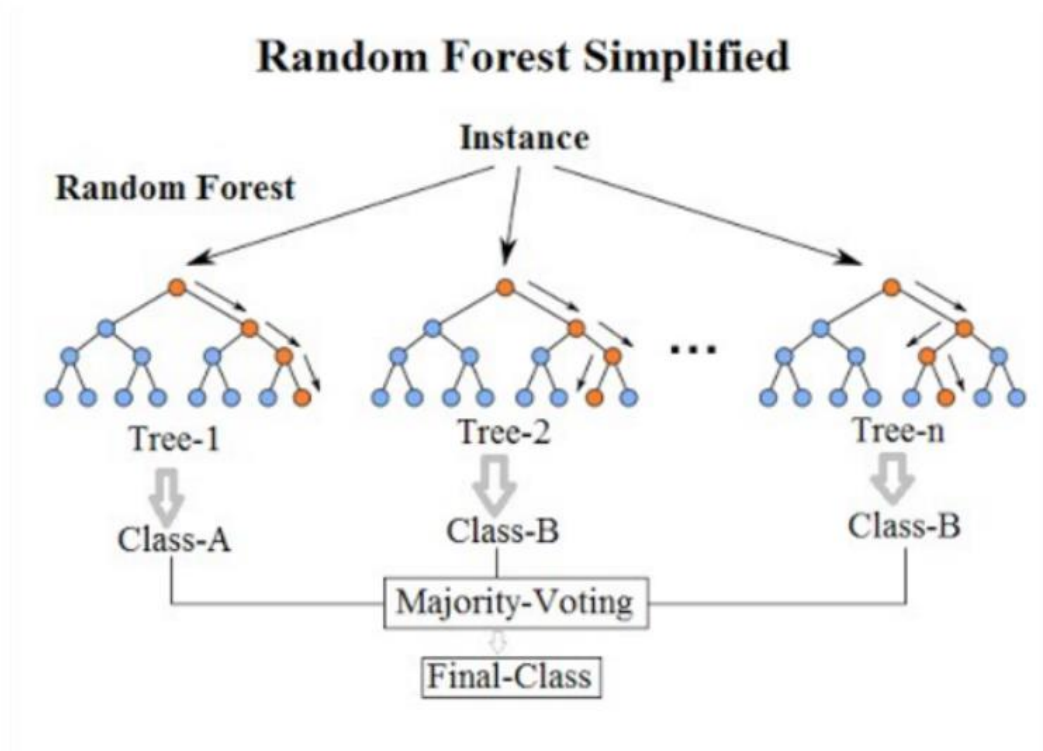 Random Forest Simplified
Instance
Random Forest
...
Tree-1
Tree-2
Tree-n
Class-A
Class-B
Class-B
Majority-Voting
Final-Class